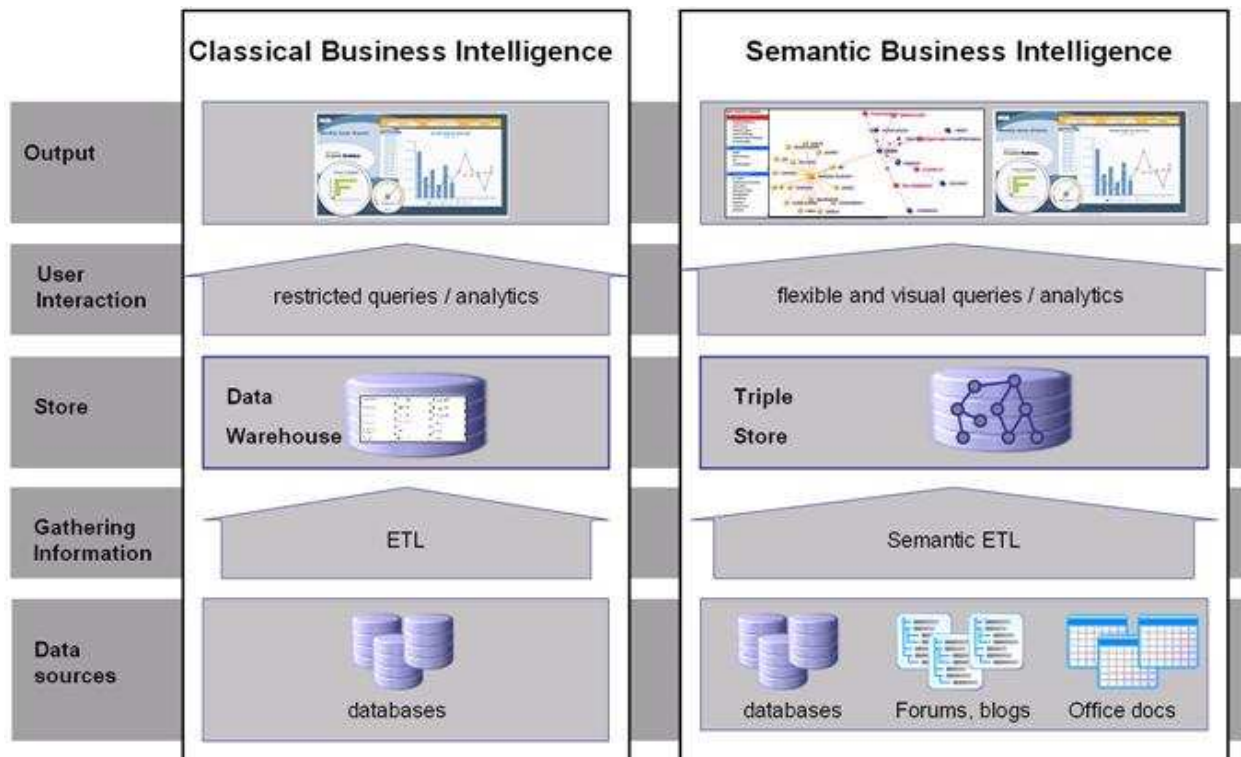 Classical Business Intelligence
Semantic Business Intelligence
Output
User
Interaction
restricted queries / analytics
flexible and visual queries / analytics
Store
Data
Warehouse
Triple
Store
Gathering
Information
ETL
Semantic ETL
Data
sources
databases
databases
Forums, blogs
Office docs